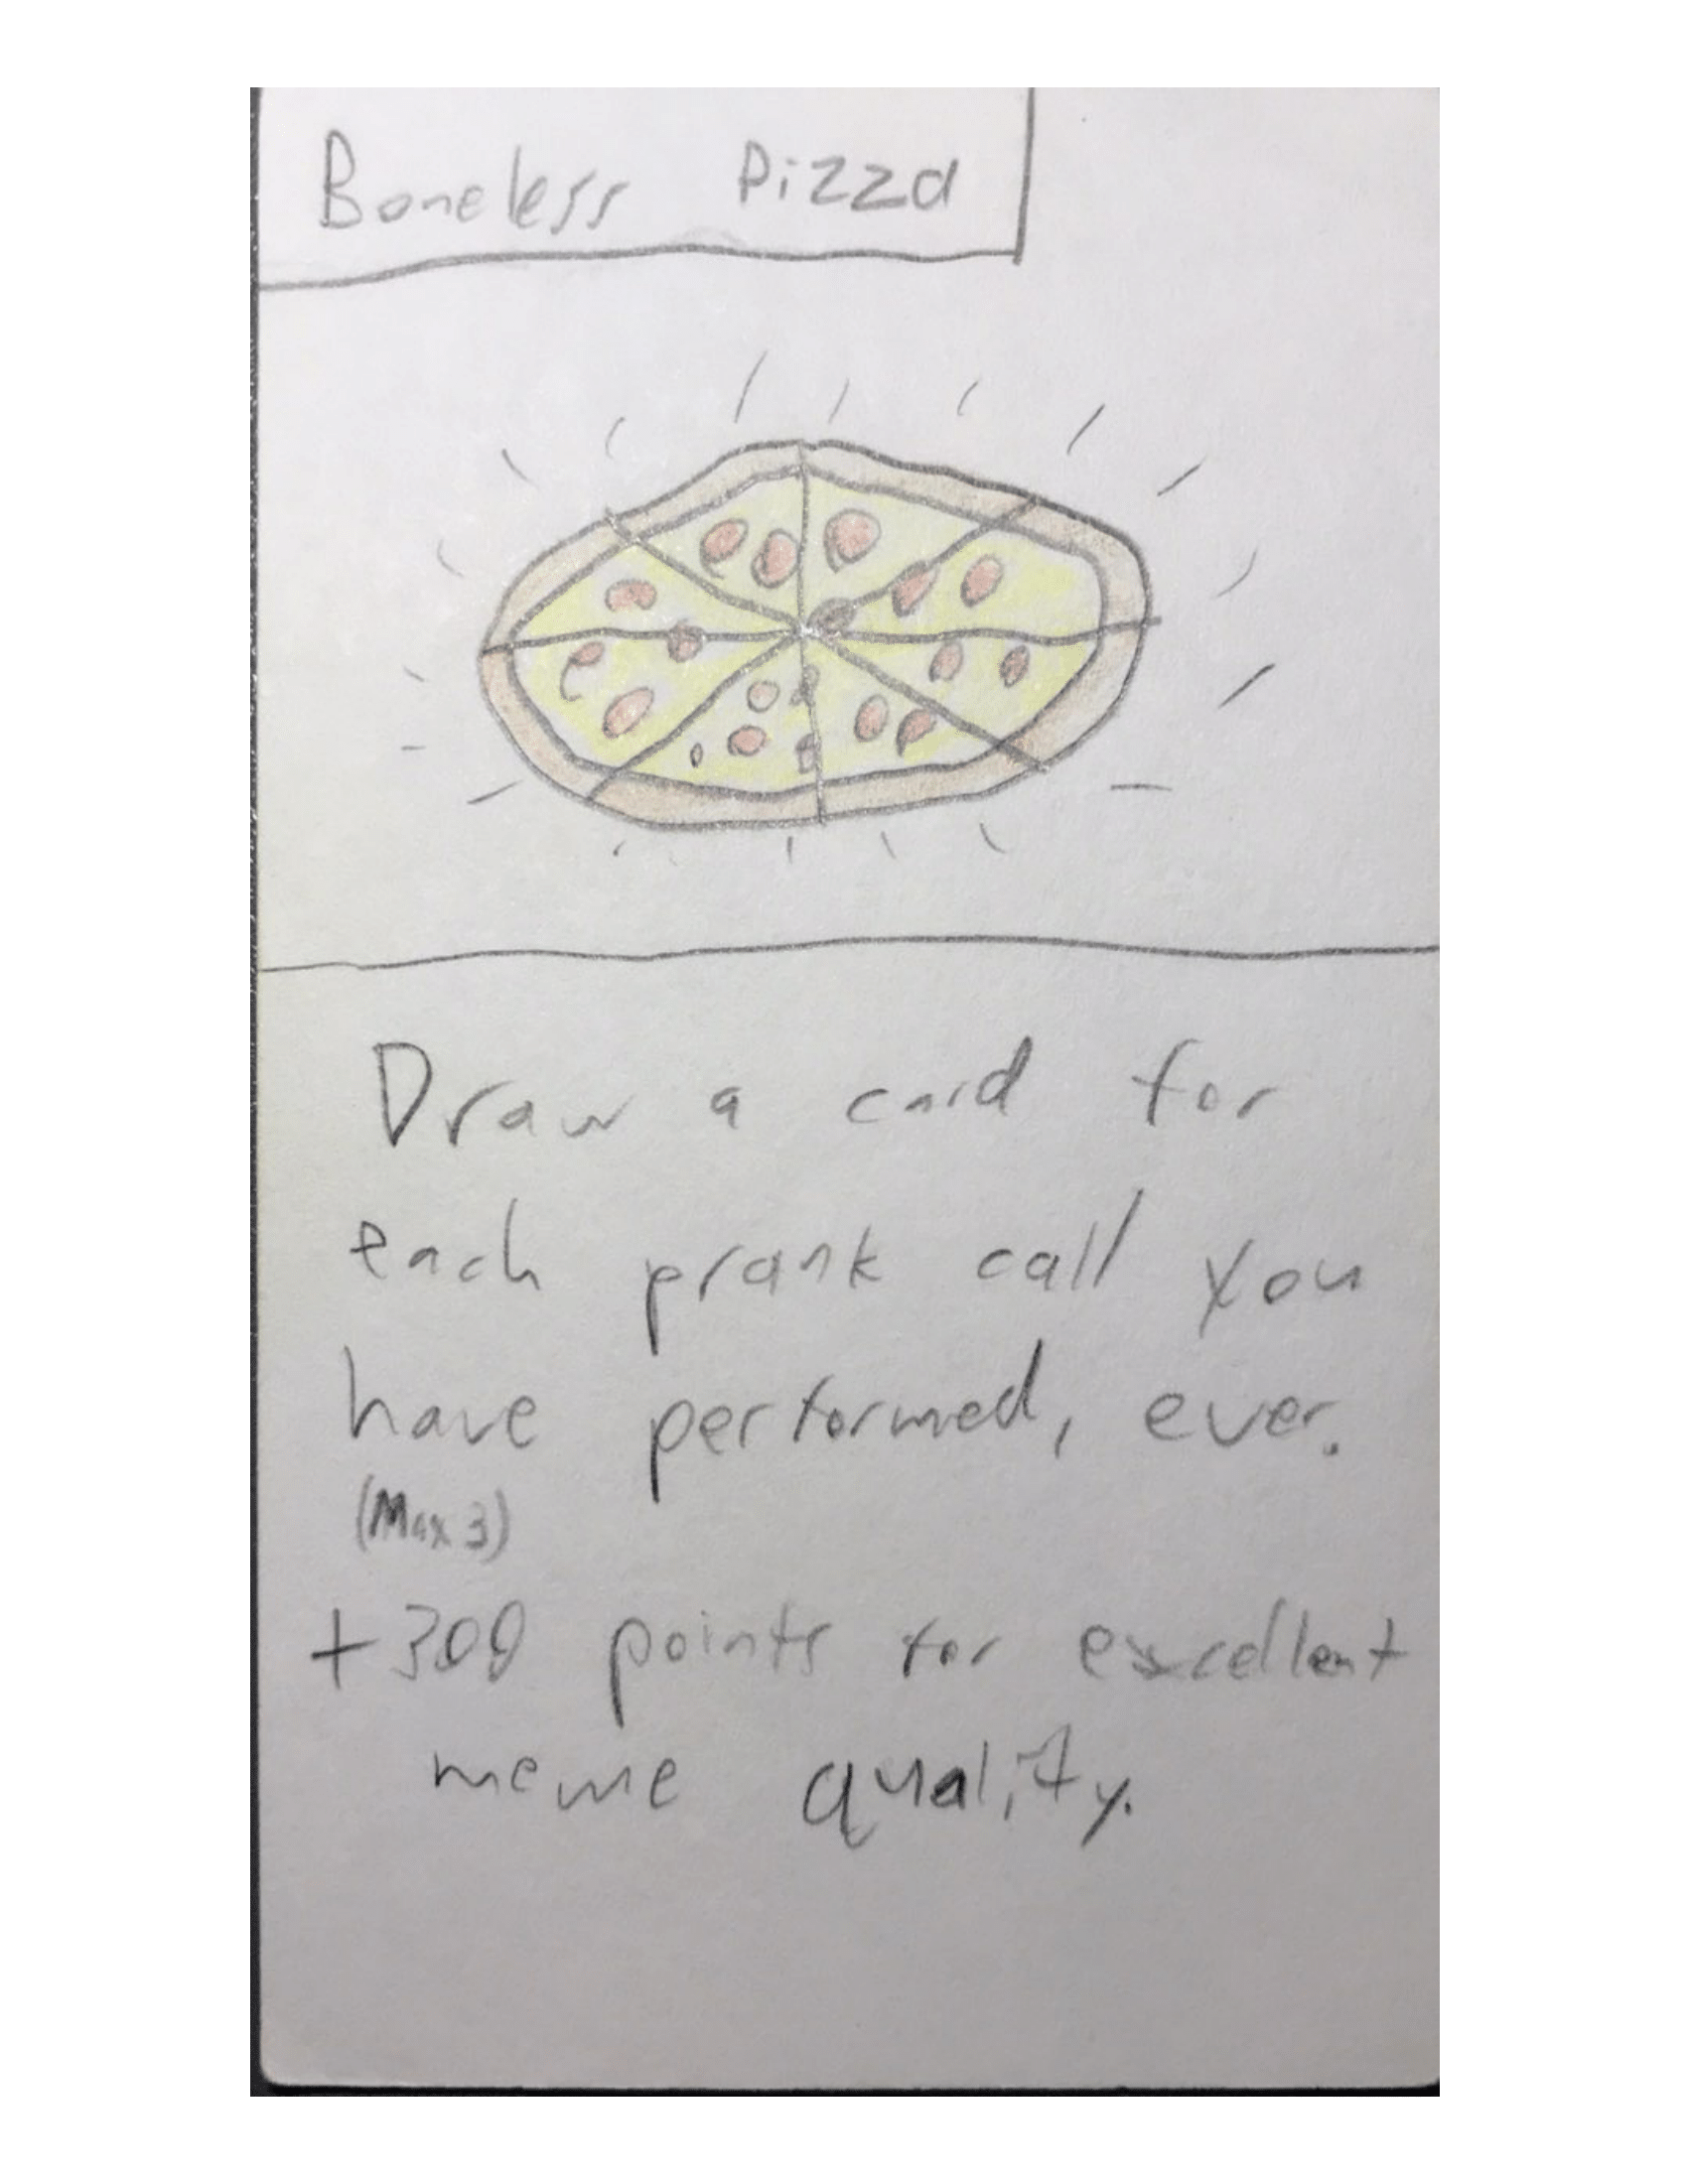 Boneless Pizza
Draw a card for
each prank call you
have performed, ever.
(Max 3)
+300 points for excellent
meme quality.